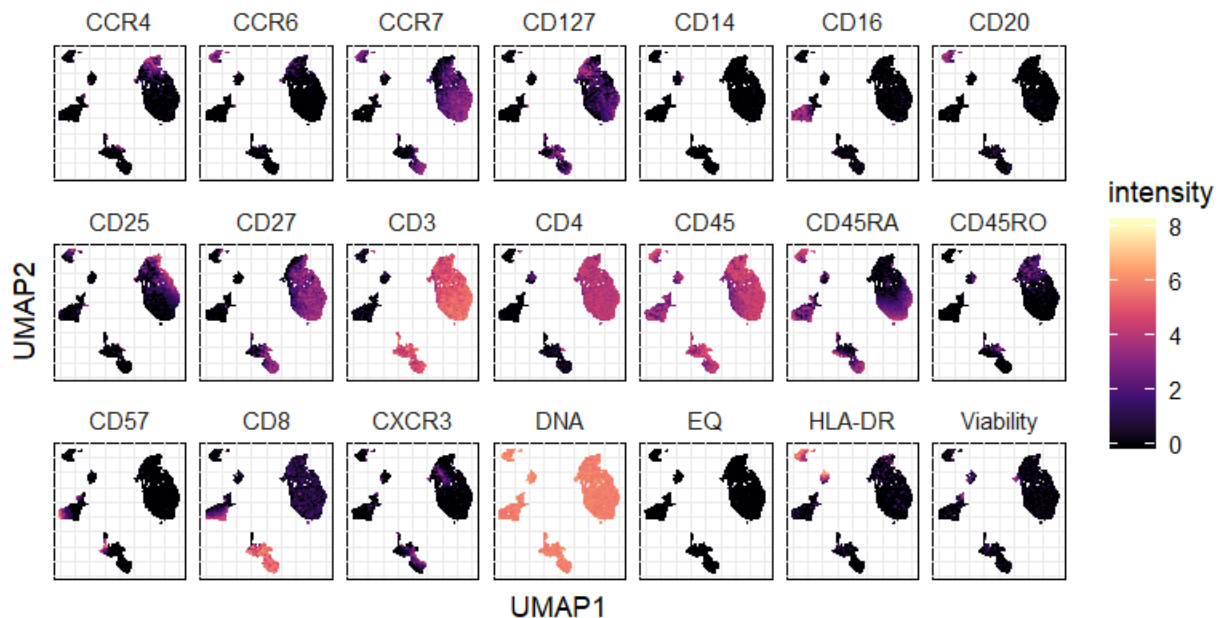 CCR4 CCR6 CCR7 CD127 CD14 CD16 CD20
CD25 CD27 CD3 CD4 CD45 CD45RA CD45RO
CD57 CD8 CXCR3 DNA EQ HLA-DR Viability
UMAP2
UMAP1
intensity
8
6
4
2
0